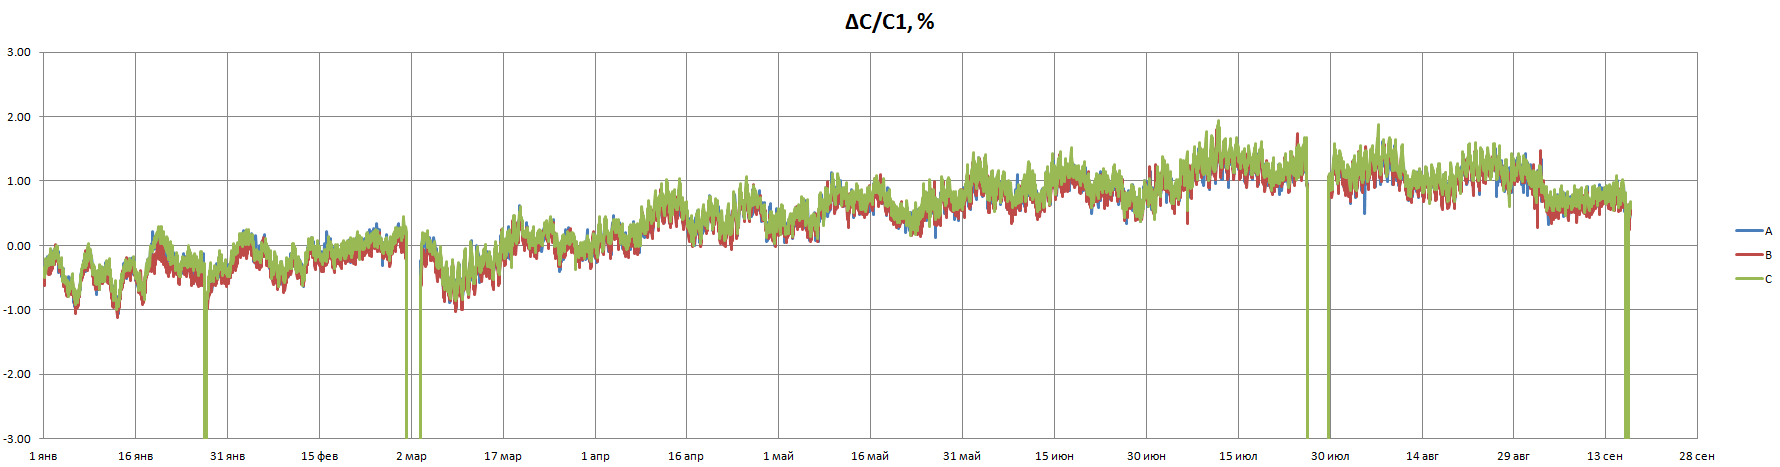 ΔC/C1, %
3.00
2.00
1.00
0.00
-1.00
-2.00
-3.00
1 янв 16 янв 31 янв 15 фев 2 мар 17 мар 1 апр 16 апр 1 май 16 май 31 май 15 июн 30 июн 15 июл 30 июл 14 авг 29 авг 13 сен 28 сен
A
B
C